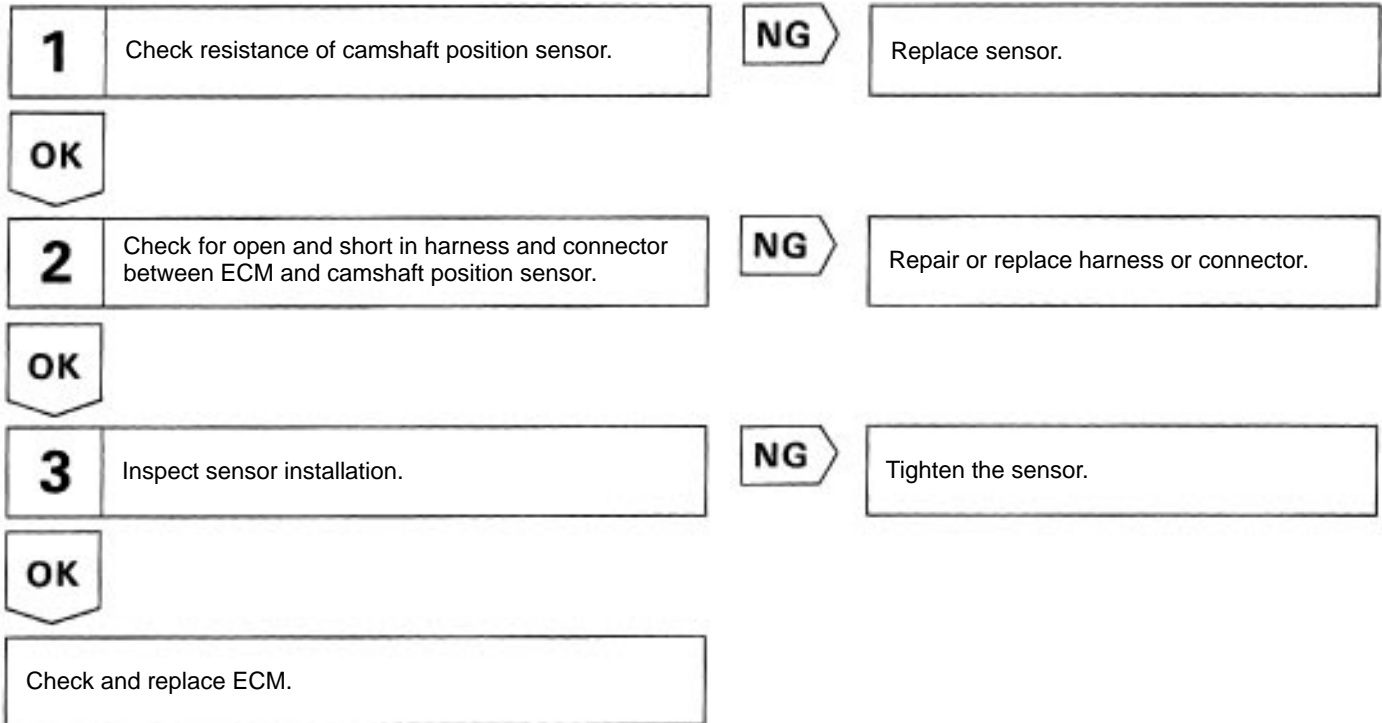 1
Check resistance of camshaft position sensor.
NG
Replace sensor.
OK
2
Check for open and short in harness and connector
between ECM and camshaft position sensor.
NG
Repair or replace harness or connector.
OK
3
Inspect sensor installation.
NG
Tighten the sensor.
OK
Check and replace ECM.